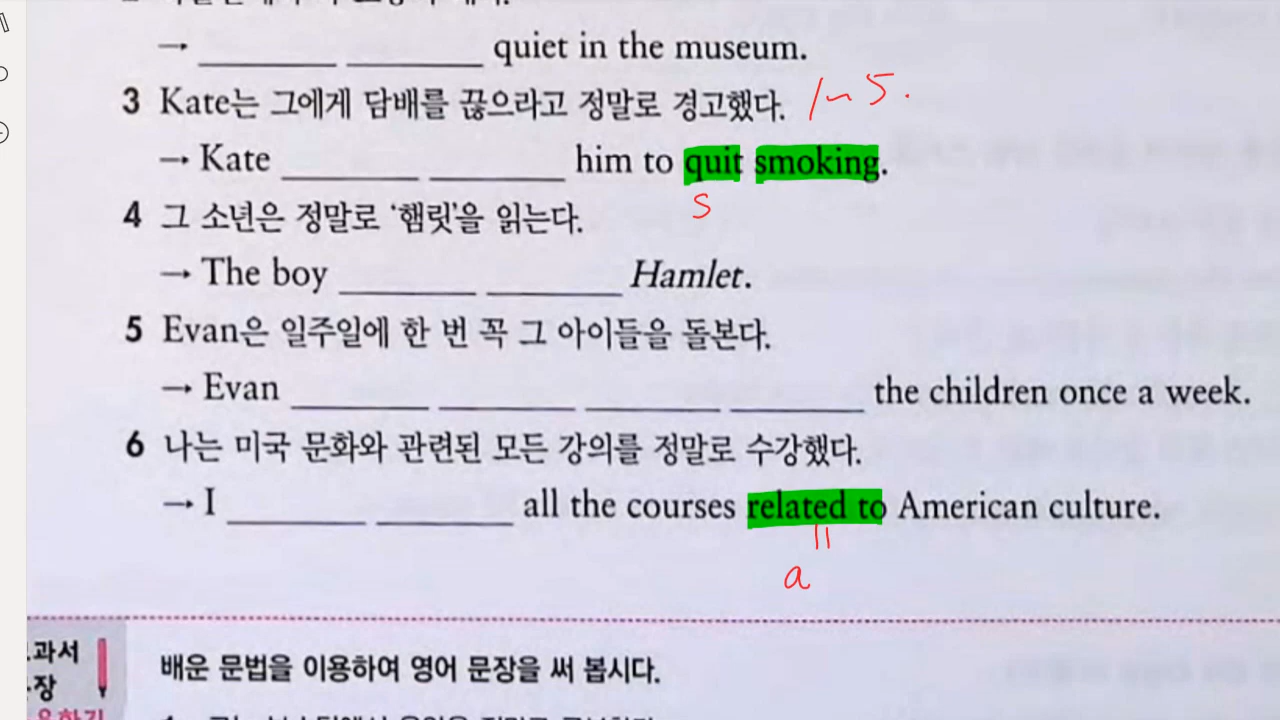 → ________ ________ quiet in the museum.
3 Kate는 그에게 담배를 끊으라고 정말로 경고했다. 1~5.
→ Kate ________ ________ him to quit smoking.
s
4 그 소년은 정말로 ‘햄릿’을 읽는다.
→ The boy ________ ________ Hamlet.
5 Evan은 일주일에 한 번 꼭 그 아이들을 돌본다.
→ Evan ________ ________ ________ ________ the children once a week.
6 나는 미국 문화와 관련된 모든 강의를 정말로 수강했다.
→ I ________ ________ all the courses related to American culture.
a
배운 문법을 이용하여 영어 문장을 써 봅시다.